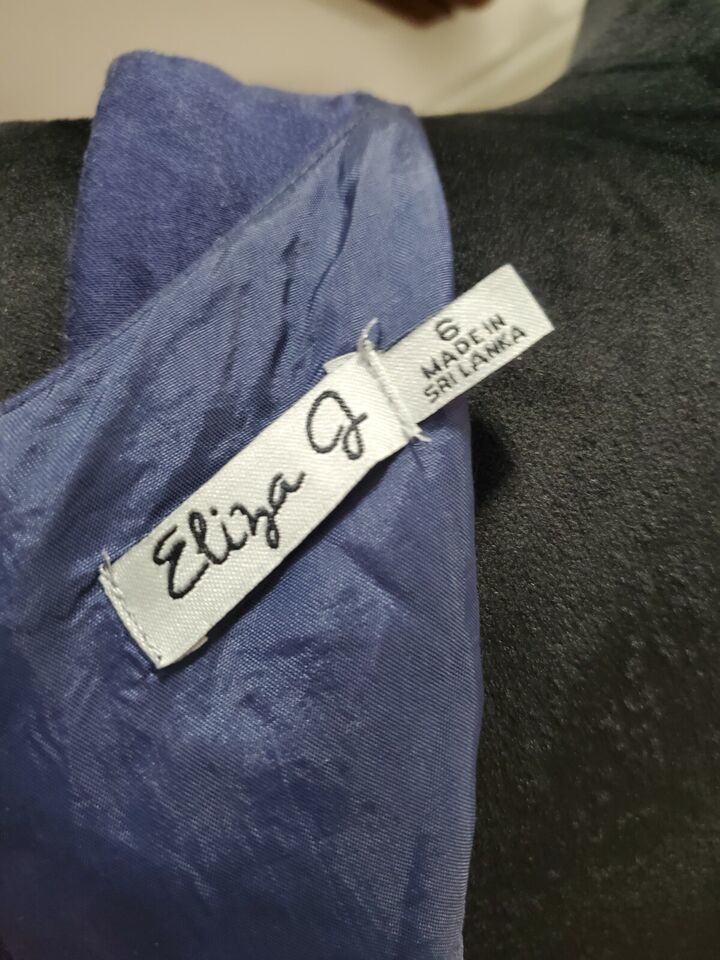 Eliza J
6
MADE IN
SRI LANKA